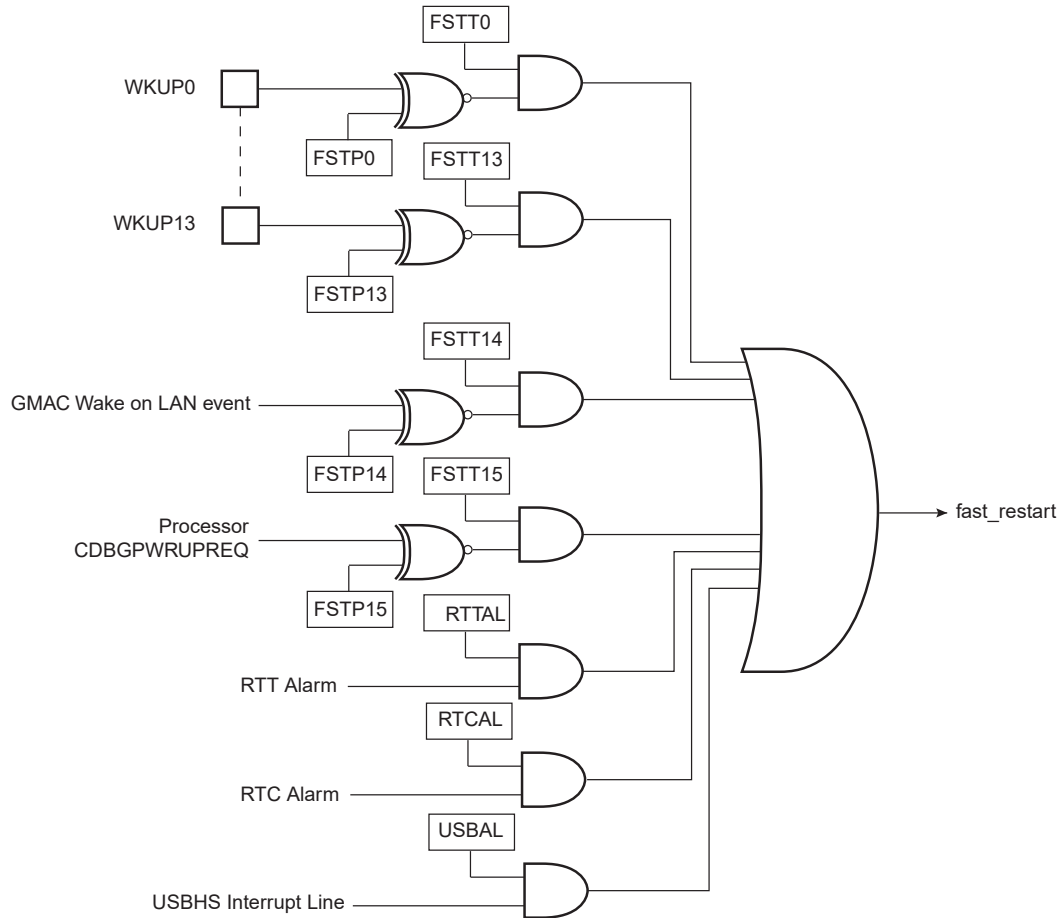 FSTT0
WKUP0
FSTP0
FSTT13
WKUP13
FSTP13
FSTT14
GMAC Wake on LAN event
FSTP14
FSTT15
fast_restart
Processor
CDBGPWRUPREQ
FSTP15
RTTAL
RTT Alarm
RTCAL
RTC Alarm
USBAL
USBHS Interrupt Line